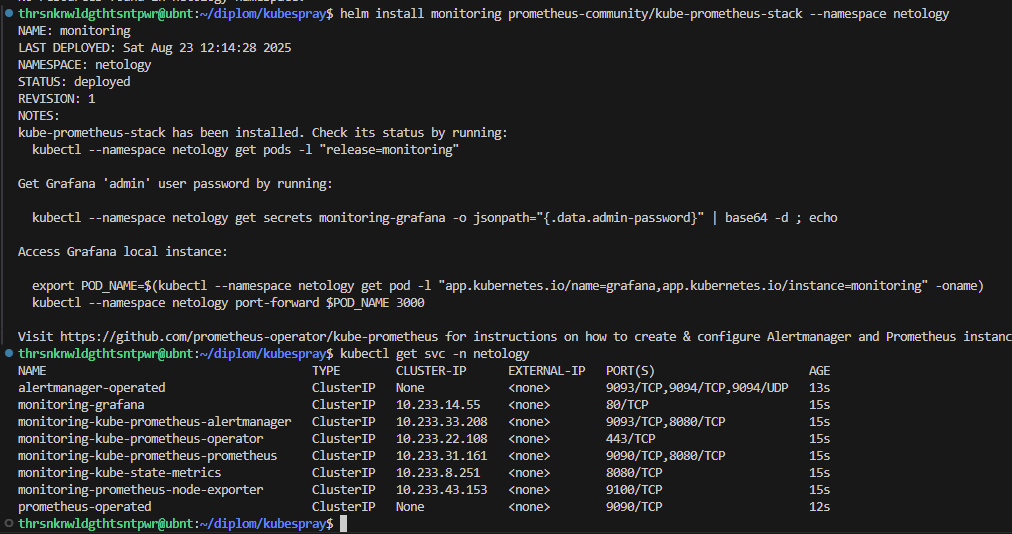 thrsnknwldgthtsntpwr@ubnt:~/diplom/kubespray$ helm install monitoring prometheus-community/kube-prometheus-stack --namespace netology
NAME: monitoring
LAST DEPLOYED: Sat Aug 23 12:14:28 2025
NAMESPACE: netology
STATUS: deployed
REVISION: 1
NOTES:
kube-prometheus-stack has been installed. Check its status by running:
  kubectl --namespace netology get pods -l "release=monitoring"

Get Grafana 'admin' user password by running:

  kubectl --namespace netology get secrets monitoring-grafana -o jsonpath="{.data.admin-password}" | base64 -d ; echo

Access Grafana local instance:

  export POD_NAME=$(kubectl --namespace netology get pod -l "app.kubernetes.io/name=grafana,app.kubernetes.io/instance=monitoring" -oname)
  kubectl --namespace netology port-forward $POD_NAME 3000

Visit https://github.com/prometheus-operator/kube-prometheus for instructions on how to create & configure Alertmanager and Prometheus instanc
thrsnknwldgthtsntpwr@ubnt:~/diplom/kubespray$ kubectl get svc -n netology
NAME                                      TYPE        CLUSTER-IP      EXTERNAL-IP   PORT(S)                      AGE
alertmanager-operated                     ClusterIP   None            <none>        9093/TCP,9094/TCP,9094/UDP   13s
monitoring-grafana                        ClusterIP   10.233.14.55    <none>        80/TCP                       15s
monitoring-kube-prometheus-alertmanager   ClusterIP   10.233.33.208   <none>        9093/TCP,8080/TCP            15s
monitoring-kube-prometheus-operator       ClusterIP   10.233.22.108   <none>        443/TCP                      15s
monitoring-kube-prometheus-prometheus     ClusterIP   10.233.31.161   <none>        9090/TCP,8080/TCP            15s
monitoring-kube-state-metrics             ClusterIP   10.233.8.251    <none>        8080/TCP                     15s
monitoring-prometheus-node-exporter       ClusterIP   10.233.43.153   <none>        9100/TCP                     15s
prometheus-operated                       ClusterIP   None            <none>        9090/TCP                     12s
thrsnknwldgthtsntpwr@ubnt:~/diplom/kubespray$